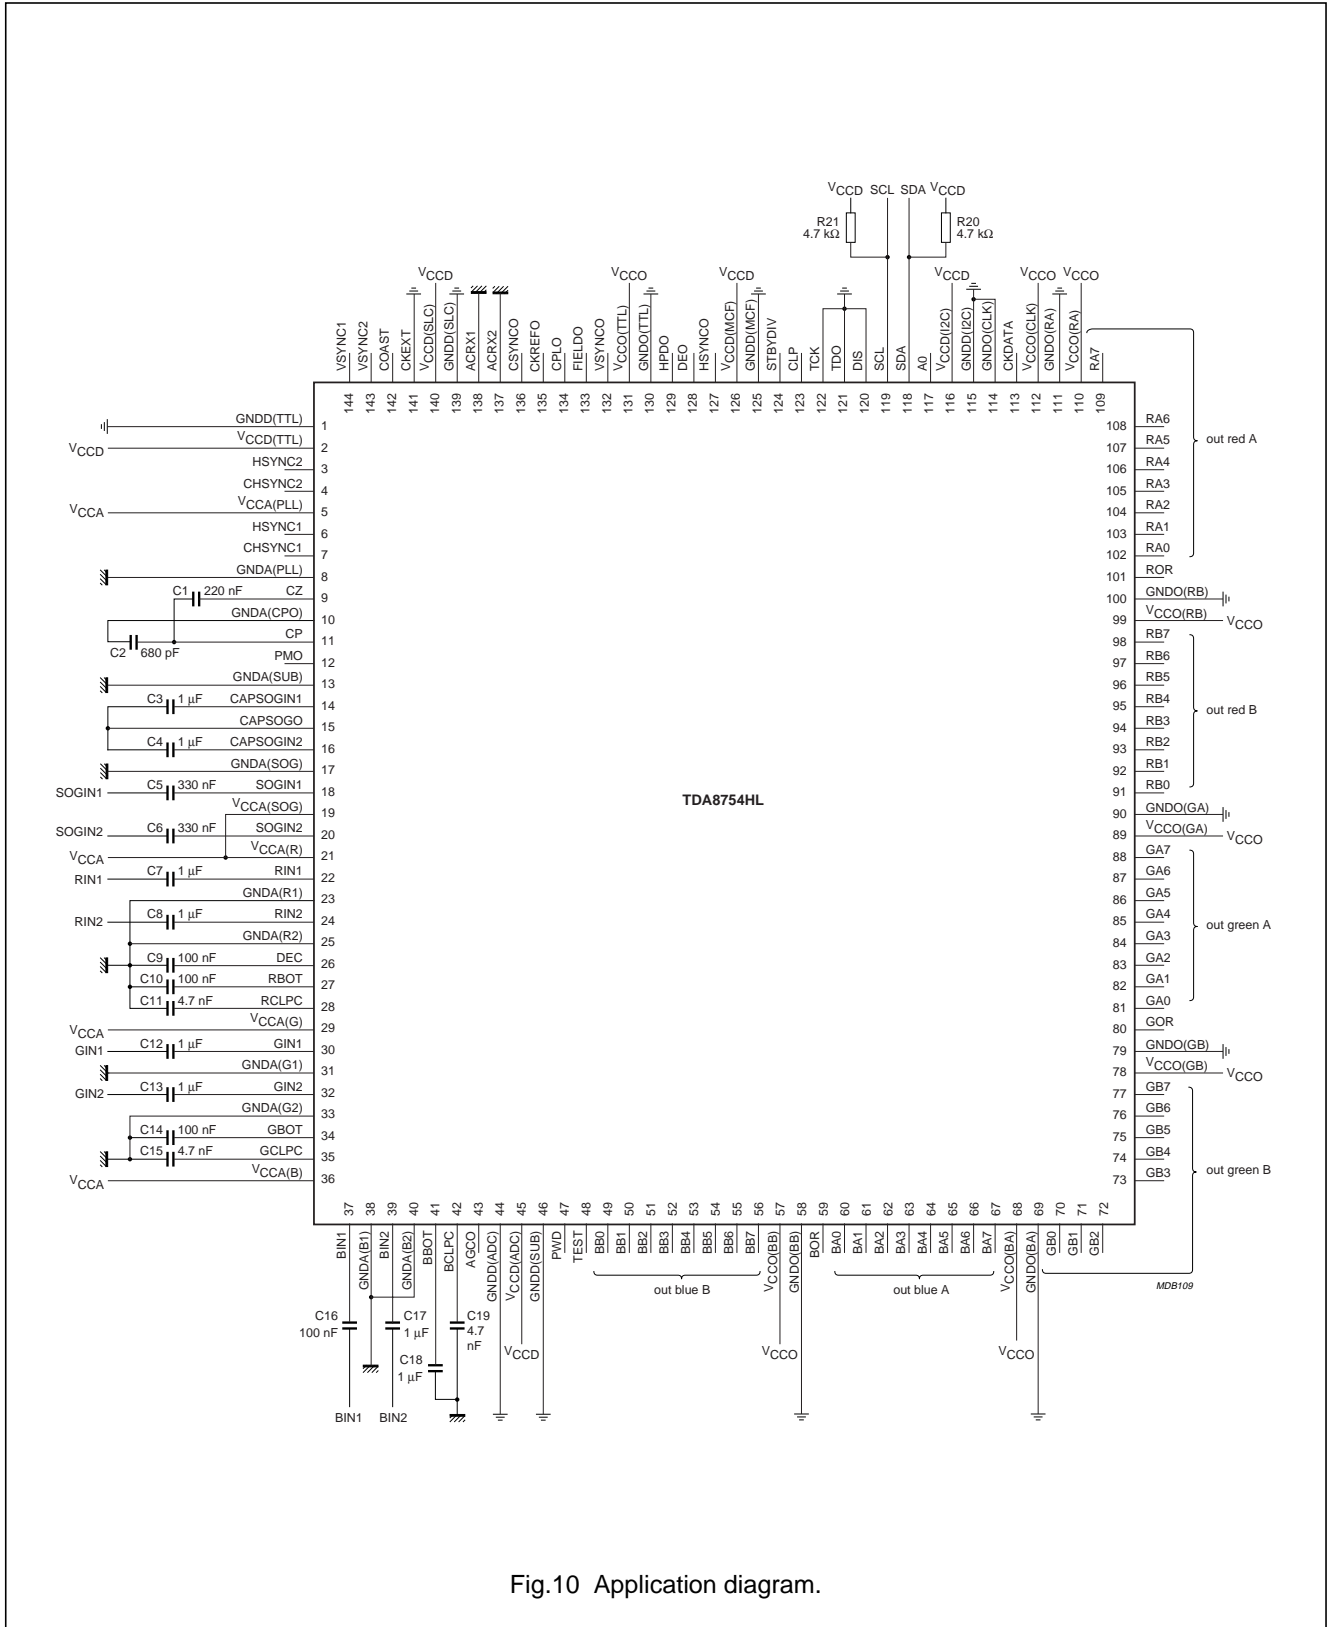 VCCD SCL SDA VCCD
R21
4.7 kΩ
R20
4.7 kΩ
VCCD
VCCO
VCCD
VCCD
VCCO VCCO
VSYNC1
VSYNC2
COAST
CKEXT
VCCD(SLC)
GNDD(SLC)
ACRX1
ACRX2
CSYNCO
CKREFO
CPLO
FIELDO
VSYNCO
VCCO(TTL)
GNDO(TTL)
HPDO
DEO
HSYNCO
VCCD(MCF)
GNDD(MCF)
STBYDIV
CLP
TCK
TDO
DIS
SCL
SDA
A0
VCCD(I2C)
GNDD(I2C)
GNDO(CLK)
CKDATA
VCCO(CLK)
GNDO(RA)
VCCO(RA)
RA7
144 143 142 141 140 139 138 137 136 135 134 133 132 131 130 129 128 127 126 125 124 123 122 121 120 119 118 117 116 115 114 113 112 111 110 109
GNDD(TTL) 1
VCCD VCCD(TTL) 2
HSYNC2 3
CHSYNC2 4
VCCA VCCA(PLL) 5
HSYNC1 6
CHSYNC1 7
GNDA(PLL) 8
C1 220 nF CZ 9
GNDA(CPO) 10
C2 680 pF CP 11
PMO 12
GNDA(SUB) 13
C3 1 μF CAPSOGIN1 14
CAPSOGO 15
C4 1 μF CAPSOGIN2 16
GNDA(SOG) 17
SOGIN1 C5 330 nF SOGIN1 18
VCCA(SOG) 19
SOGIN2 C6 330 nF SOGIN2 20
VCCA VCCA(R) 21
RIN1 C7 1 μF RIN1 22
GNDA(R1) 23
RIN2 C8 1 μF RIN2 24
GNDA(R2) 25
C9 100 nF DEC 26
C10 100 nF RBOT 27
C11 4.7 nF RCLPC 28
VCCA VCCA(G) 29
GIN1 C12 1 μF GIN1 30
GNDA(G1) 31
GIN2 C13 1 μF GIN2 32
GNDA(G2) 33
C14 100 nF GBOT 34
C15 4.7 nF GCLPC 35
VCCA VCCA(B) 36
TDA8754HL
108 RA6
107 RA5
106 RA4
105 RA3
104 RA2
103 RA1
102 RA0
out red A
101 ROR
100 GNDO(RB)
99 VCCO(RB) VCCO
98 RB7
97 RB6
96 RB5
95 RB4
94 RB3
93 RB2
92 RB1
91 RB0
out red B
90 GNDO(GA)
89 VCCO(GA) VCCO
88 GA7
87 GA6
86 GA5
85 GA4
84 GA3
83 GA2
82 GA1
81 GA0
out green A
80 GOR
79 GNDO(GB)
78 VCCO(GB) VCCO
77 GB7
76 GB6
75 GB5
74 GB4
73 GB3
out green B
37 38 39 40 41 42 43 44 45 46 47 48 49 50 51 52 53 54 55 56 57 58 59 60 61 62 63 64 65 66 67 68 69 70 71 72
BIN1
GNDA(B1)
BIN2
GNDA(B2)
BBOT
BCLPC
AGCO
GNDD(ADC)
VCCD(ADC)
GNDD(SUB)
PWD
TEST
BB0
BB1
BB2
BB3
BB4
BB5
BB6
BB7
VCCO(BB)
GNDO(BB)
BOR
BA0
BA1
BA2
BA3
BA4
BA5
BA6
BA7
VCCO(BA)
GNDO(BA)
GB0
GB1
GB2
out blue B
out blue A
MDB109
C16
100 nF
C17
1 μF
C18
1 μF
C19
4.7
nF
VCCD
VCCO
VCCO
BIN1 BIN2
Fig.10 Application diagram.